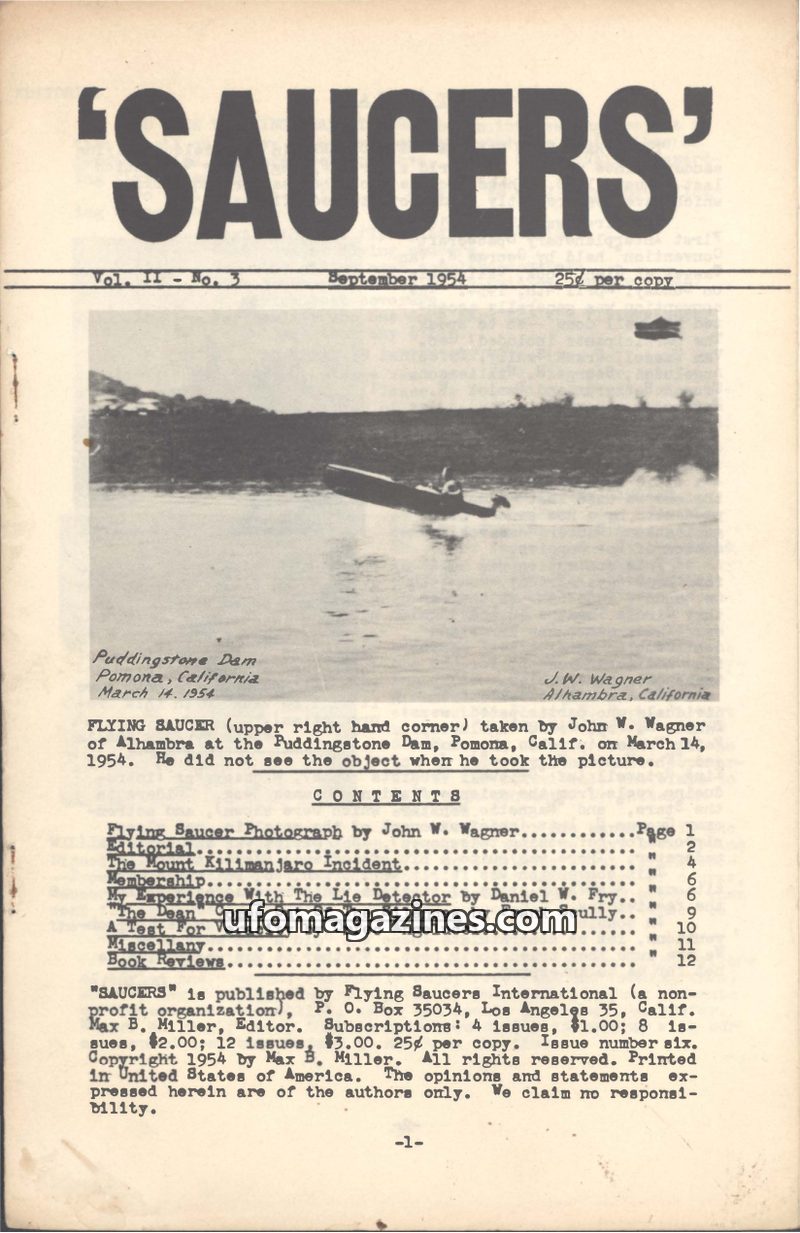 'SAUCERS'
Vol. II - No. 3 September 1954 25¢ per copy
Puddingstone Dam
Pomona, California
March 14. 1954
J.W. Wagner
Alhambra, California
FLYING SAUCER (upper right hand corner) taken by John W. Wagner
of Alhambra at the Puddingstone Dam, Pomona, Calif. on March 14,
1954. He did not see the object when he took the picture.
CONTENTS
Flying Saucer Photograph by John W. Wagner............Page 1
Editorial............................................. " 2
The Mount Kilimanjaro Incident........................ " 4
Membership............................................ " 6
My Experience With The Lie Detector by Daniel W. Fry.. " 6
"The Dean" Scully.. " 9
A Test For " 10
Miscellany............................................ " 11
Book Reviews.......................................... " 12
ufomagazines.com
"SAUCERS" is published by Flying Saucers International (a non-
profit organization), P. O. Box 35034, Los Angeles 35, Calif.
Max B. Miller, Editor. Subscriptions: 4 issues, $1.00; 8 is-
sues, $2.00; 12 issues, $3.00. 25¢ per copy. Issue number six.
Copyright 1954 by Max B. Miller. All rights reserved. Printed
in United States of America. The opinions and statements ex-
pressed herein are of the authors only. We claim no responsi-
bility.
-1-